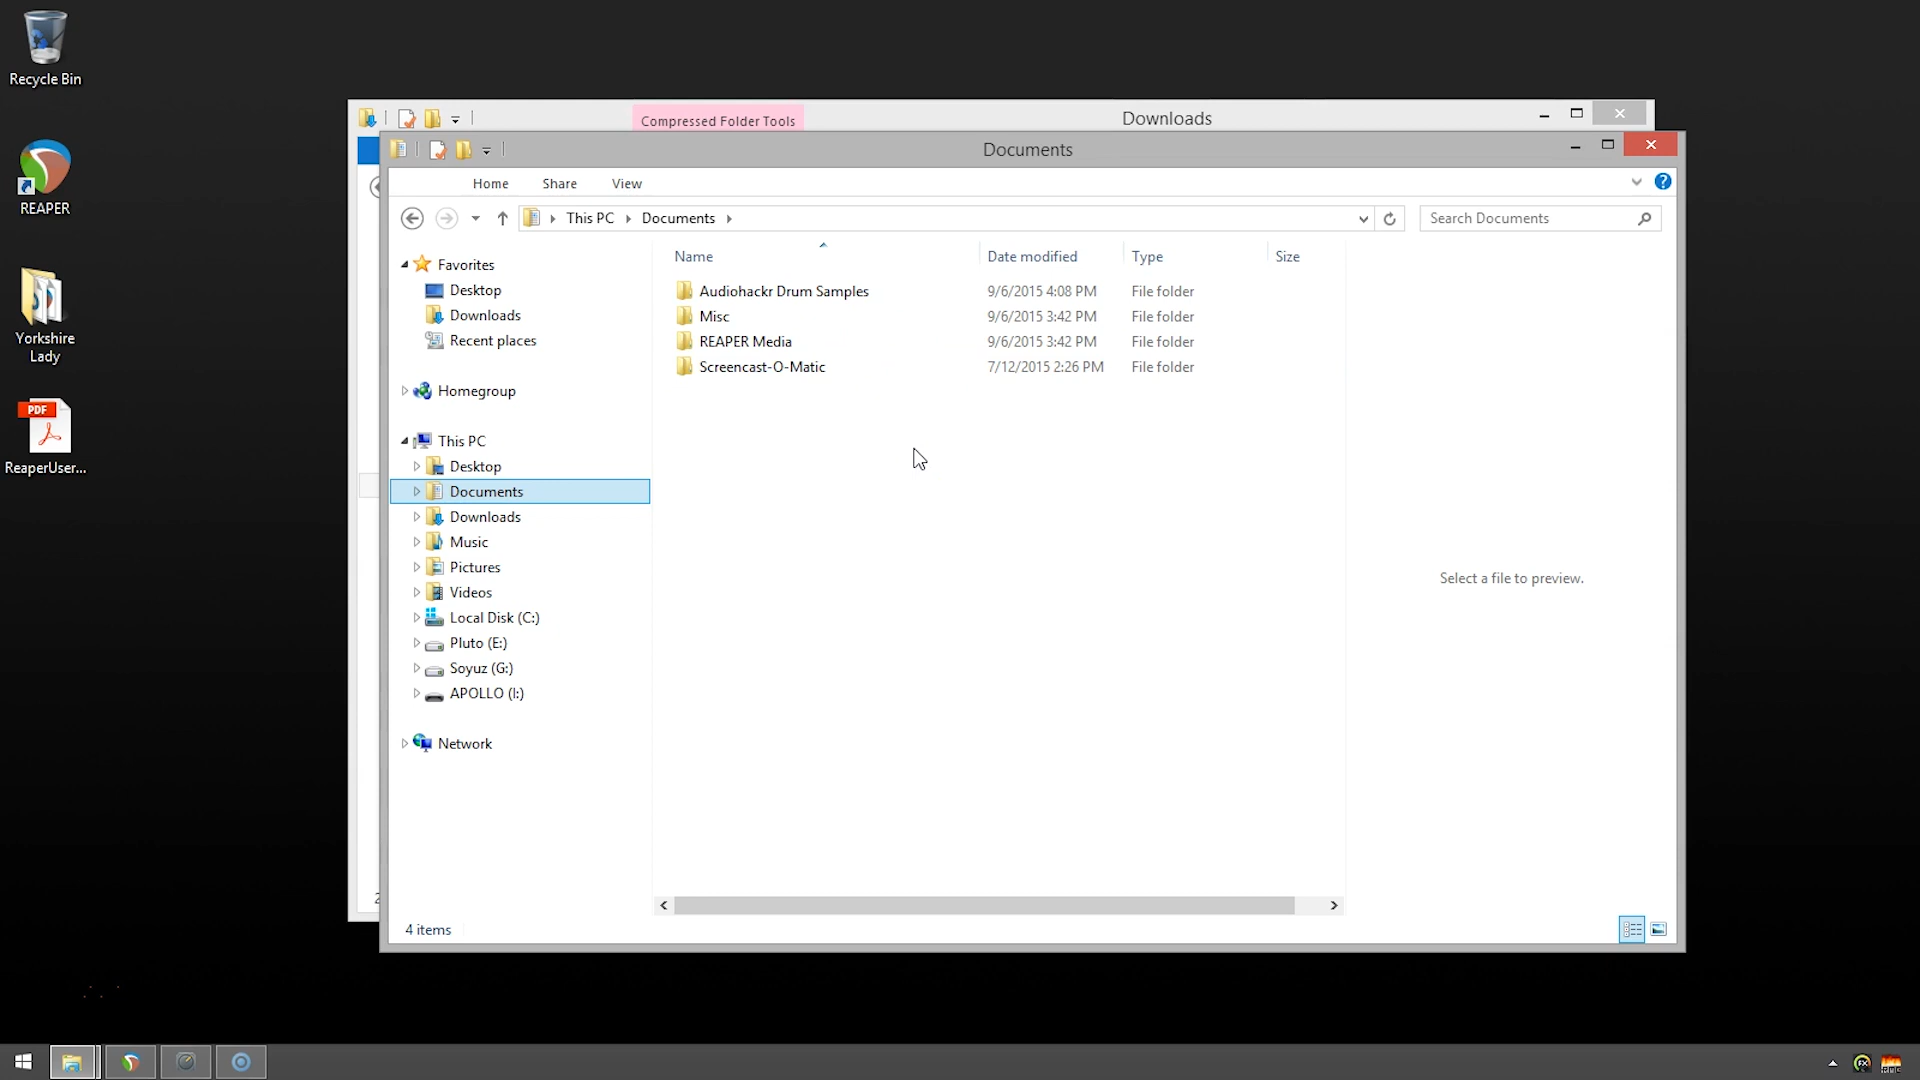 Recycle Bin
REAPER
Yorkshire
Lady
PDF
ReaperUser...
Compressed Folder Tools
Downloads
Documents
Home Share View
This PC Documents
Search Documents
Favorites
Desktop
Downloads
Recent places
Homegroup
This PC
Desktop
Documents
Downloads
Music
Pictures
Videos
Local Disk (C:)
Pluto (E:)
Soyuz (G:)
APOLLO (I:)
Network
Name Date modified Type Size
Audiohackr Drum Samples 9/6/2015 4:08 PM File folder
Misc 9/6/2015 3:42 PM File folder
REAPER Media 9/6/2015 3:42 PM File folder
Screencast-O-Matic 7/12/2015 2:26 PM File folder
Select a file to preview.
4 items